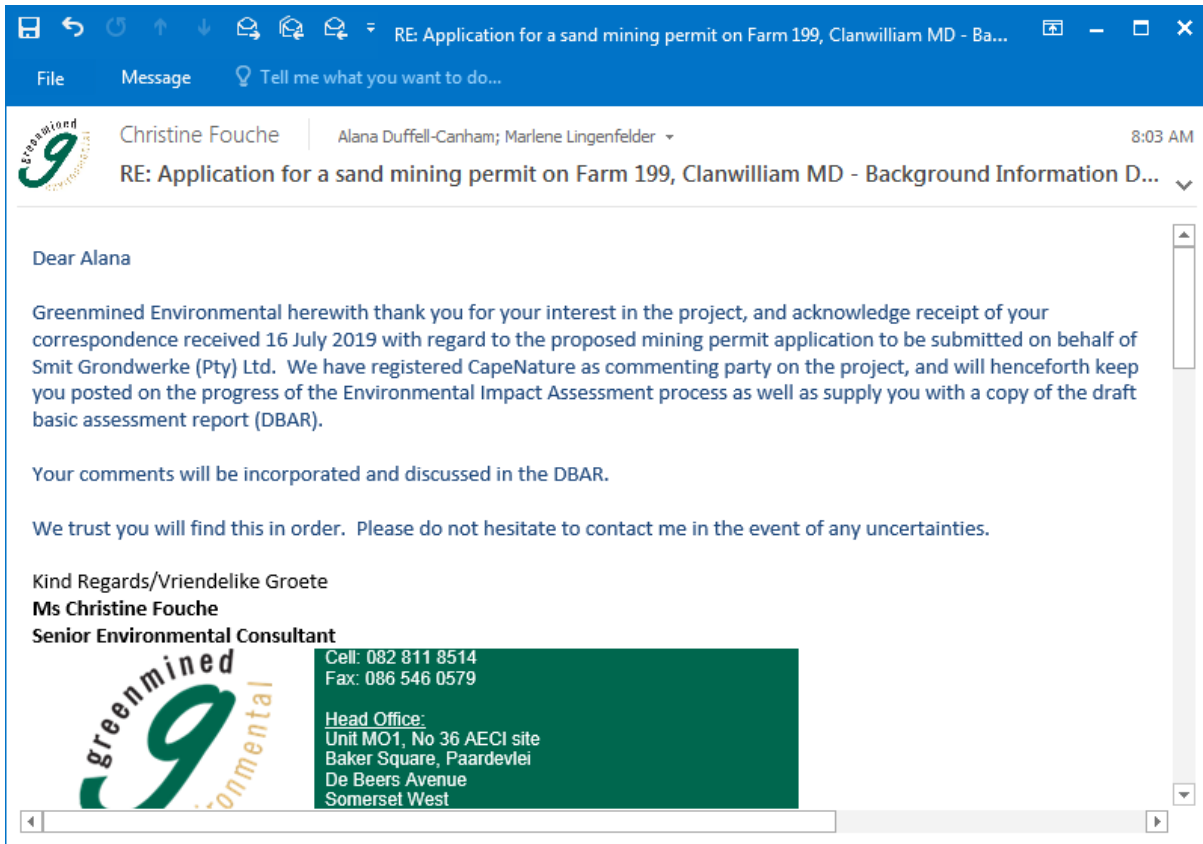 RE: Application for a sand mining permit on Farm 199, Clanwilliam MD - Ba...
File Message Tell me what you want to do...
greenmined
environmental
Christine Fouche Alana Duffell-Canham; Marlene Lingenfelder 8:03 AM
RE: Application for a sand mining permit on Farm 199, Clanwilliam MD - Background Information D...
Dear Alana
Greenmined Environmental herewith thank you for your interest in the project, and acknowledge receipt of your
correspondence received 16 July 2019 with regard to the proposed mining permit application to be submitted on behalf of
Smit Grondwerke (Pty) Ltd. We have registered CapeNature as commenting party on the project, and will henceforth keep
you posted on the progress of the Environmental Impact Assessment process as well as supply you with a copy of the draft
basic assessment report (DBAR).
Your comments will be incorporated and discussed in the DBAR.
We trust you will find this in order. Please do not hesitate to contact me in the event of any uncertainties.
Kind Regards/Vriendelike Groete
Ms Christine Fouche
Senior Environmental Consultant
greenmined
ironmental
Cell: 082 811 8514
Fax: 086 546 0579
Head Office:
Unit MO1, No 36 AECI site
Baker Square, Paardevlei
De Beers Avenue
Somerset West